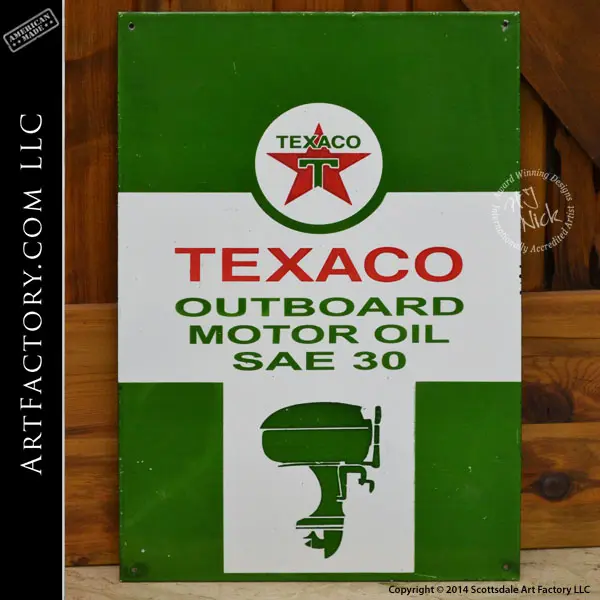 AMERICAN
MADE
ARTFACTORY.COM LLC
TEXACO
T
TEXACO
OUTBOARD
MOTOR OIL
SAE 30
Award Winning Designs
Nick
Internationally Accredited Artist
Copyright © 2014 Scottsdale Art Factory LLC